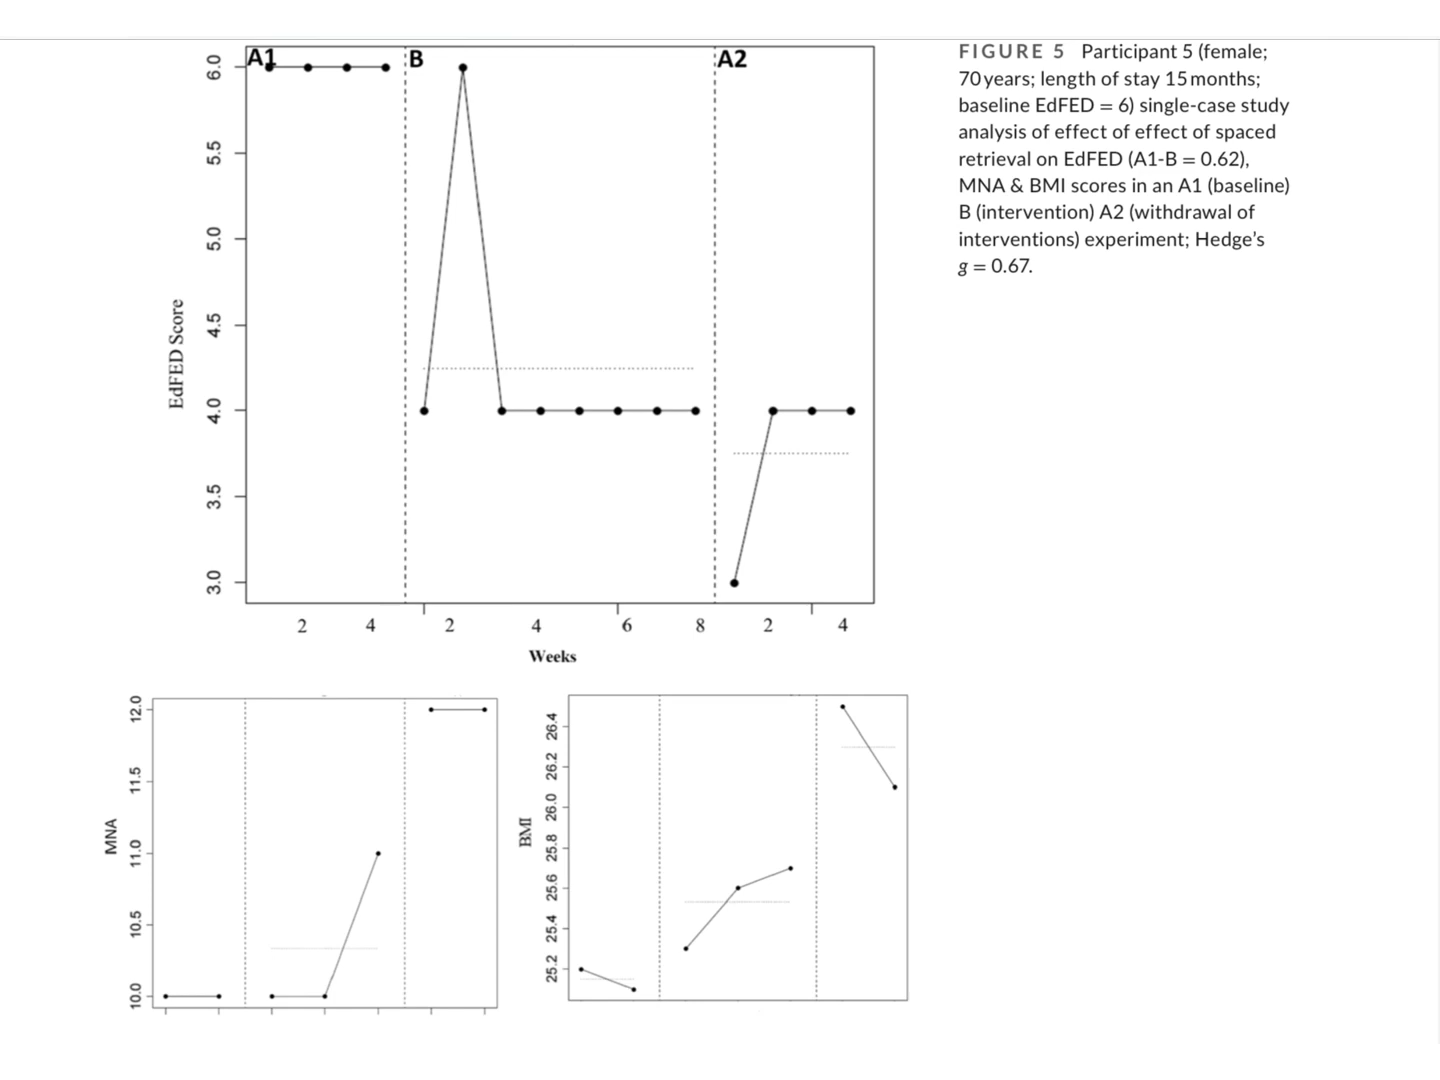 A1
B
A2
6.0
5.5
5.0
4.5
4.0
3.5
3.0
EdFED Score
2 4 2 4 6 8 2 4
Weeks
FIGURE 5 Participant 5 (female;
70 years; length of stay 15 months;
baseline EdFED = 6) single-case study
analysis of effect of effect of spaced
retrieval on EdFED (A1-B = 0.62),
MNA & BMI scores in an A1 (baseline)
B (intervention) A2 (withdrawal of
interventions) experiment; Hedge's
g = 0.67.
12.0
11.5
11.0
10.5
10.0
MNA
26.4
26.2
26.0
25.8
25.6
25.4
25.2
BMI